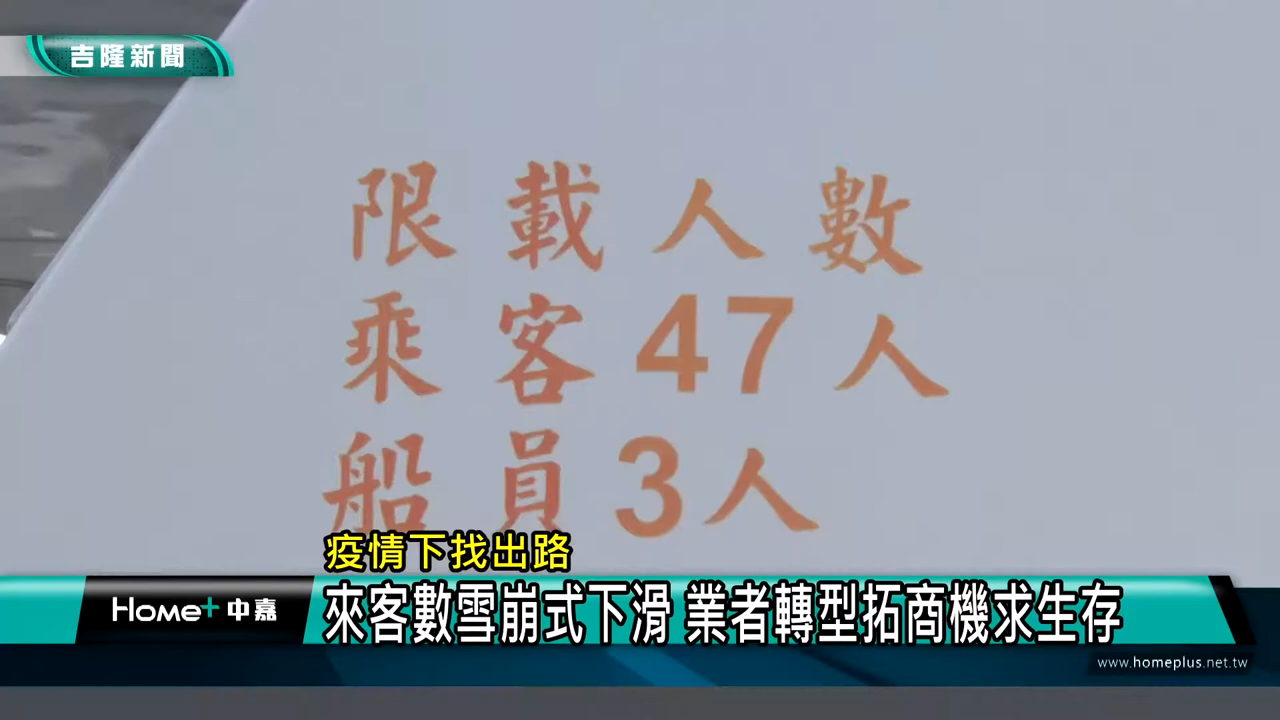 吉隆新聞
限載人數
乘客47人
船員3人
疫情下找出路
Home+中嘉
來客數雪崩式下滑 業者轉型拓商機求生存
www.homeplus.net.tw